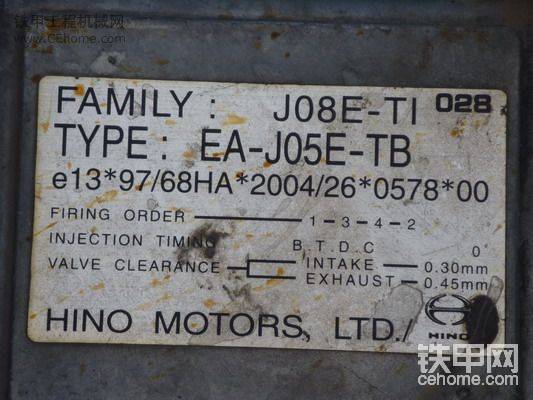 铁甲工程机械网
www.CEhome.com
FAMILY : J08E-TI 028
TYPE : EA-J05E-TB
e13*97/68HA*2004/26*0578*00
FIRING ORDER 1-3-4-2
INJECTION TIMING B.T.D.C 0
VALVE CLEARANCE INTAKE 0.30mm
EXHAUST 0.45mm
HINO MOTORS, LTD./
HINO
铁甲网
cehome.com